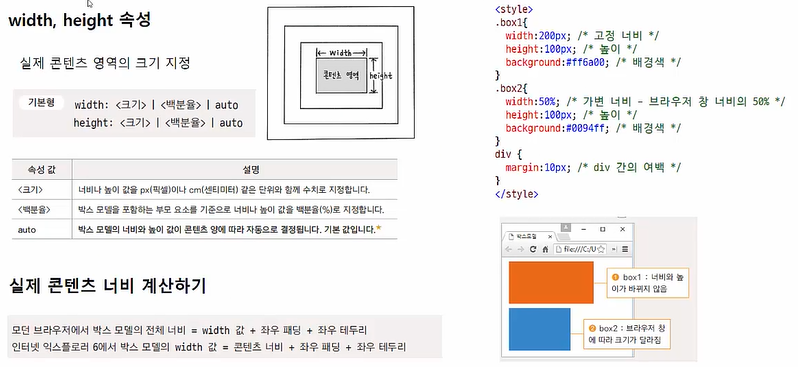 width, height 속성
실제 콘텐츠 영역의 크기 지정
기본형 width: <크기> | <백분율> | auto
height: <크기> | <백분율> | auto
width
콘텐츠 영역
height
속성 값 설명
<크기> 너비나 높이 값을 px(픽셀)이나 cm(센티미터) 같은 단위와 함께 수치로 지정합니다.
<백분율> 박스 모델을 포함하는 부모 요소를 기준으로 너비나 높이 값을 백분율(%)로 지정합니다.
auto 박스 모델의 너비와 높이 값이 콘텐츠 양에 따라 자동으로 결정됩니다. 기본 값입니다.*
실제 콘텐츠 너비 계산하기
모던 브라우저에서 박스 모델의 전체 너비 = width 값 + 좌우 패딩 + 좌우 테두리
인터넷 익스플로러 6에서 박스 모델의 width 값 = 콘텐츠 너비 + 좌우 패딩 + 좌우 테두리
<style>
.box1{
width:200px; /* 고정 너비 */
height:100px; /* 높이 */
background:#ff6a00; /* 배경색 */
}
.box2{
width:50%; /* 가변 너비 - 브라우저 창 너비의 50% */
height:100px; /* 높이 */
background:#0094ff; /* 배경색 */
}
div {
margin:10px; /* div 간의 여백 */
}
</style>
박스모델
file:///C:/U
1 box1 : 너비와 높
이가 바뀌지 않음
2 box2 : 브라우저 창
에 따라 크기가 달라짐